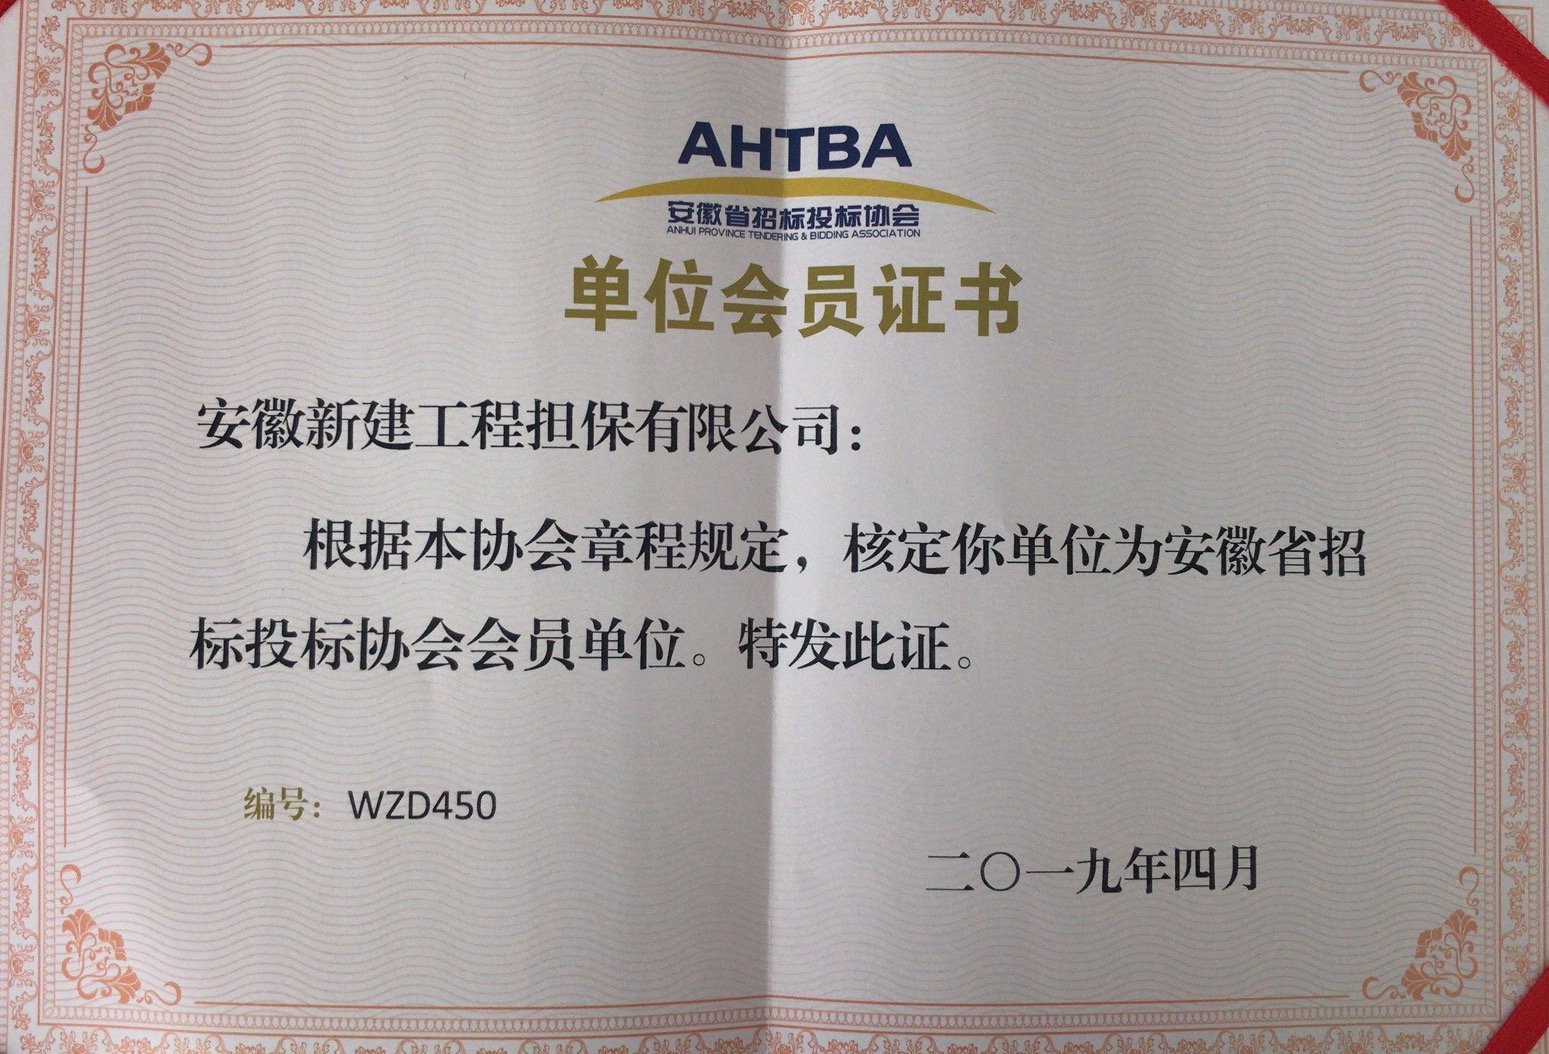 AHTBA
安徽省招标投标协会
ANHUI PROVINCE TENDERING & BIDDING ASSOCIATION
单位会员证书
安徽新建工程担保有限公司：
根据本协会章程规定，核定你单位为安徽省招
标投标协会会员单位。特发此证。
编号： WZD450
二〇一九年四月